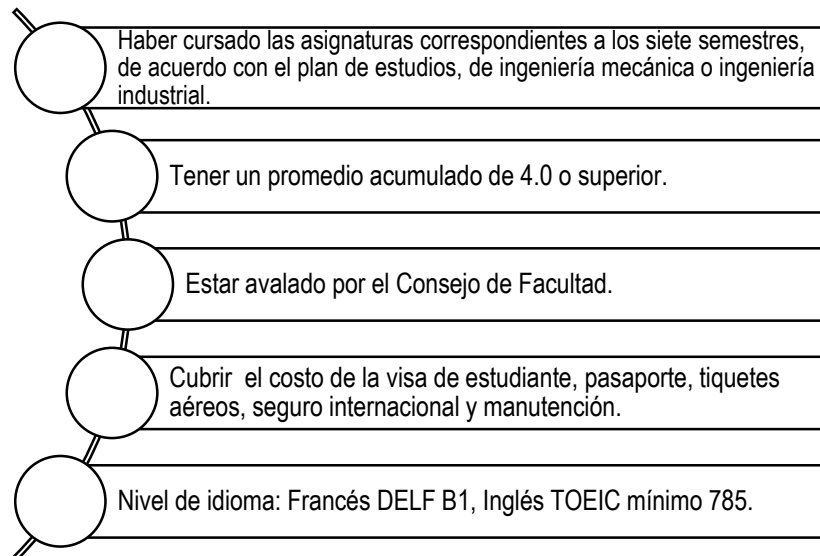 Haber cursado las asignaturas correspondientes a los siete semestres,
de acuerdo con el plan de estudios, de ingeniería mecánica o ingeniería
industrial.
Tener un promedio acumulado de 4.0 o superior.
Estar avalado por el Consejo de Facultad.
Cubrir  el costo de la visa de estudiante, pasaporte, tiquetes
aéreos, seguro internacional y manutención.
Nivel de idioma: Francés DELF B1, Inglés TOEIC mínimo 785.